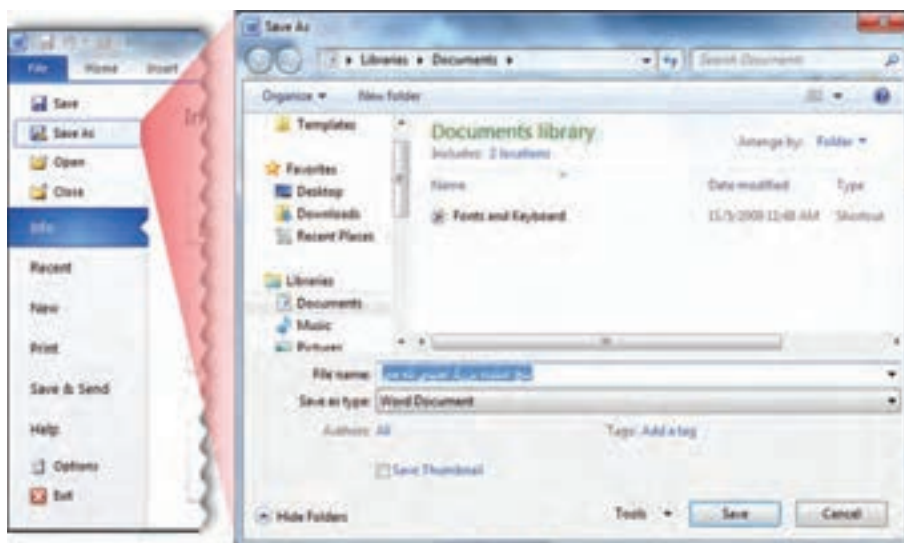 File Home Insert
Save
Save As
Open
Close
Info
Recent
New
Print
Save & Send
Help
Options
Exit
Save As
Libraries Documents
Search Documents
Organize New folder
Templates
Favorites
Desktop
Downloads
Recent Places
Libraries
Documents
Music
Pictures
Documents library
Includes: 2 locations
Arrange by: Folder
Name Date modified Type
Fonts and Keyboard AM Shortcut
File name:
Save as type: Word Document
Authors: All Tags: Add a tag
Save Thumbnail
Hide Folders Tools Save Cancel